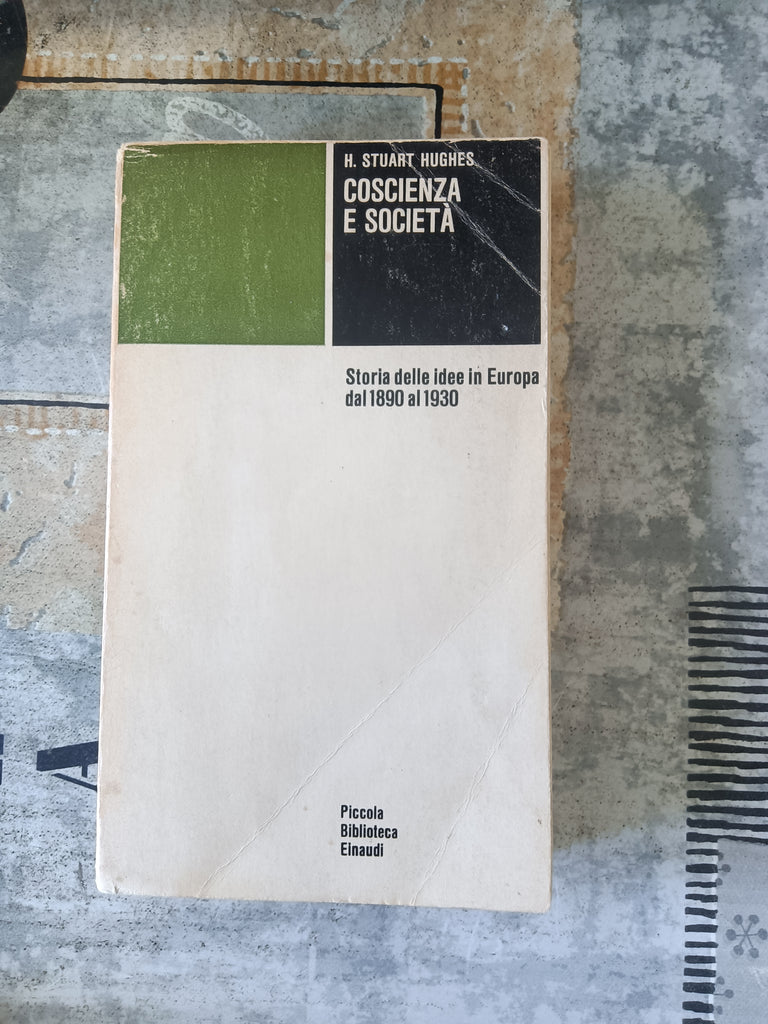 H. STUART HUGHES
COSCIENZA
E SOCIETÀ
Storia delle idee in Europa
dal 1890 al 1930
Piccola
Biblioteca
Einaudi
A